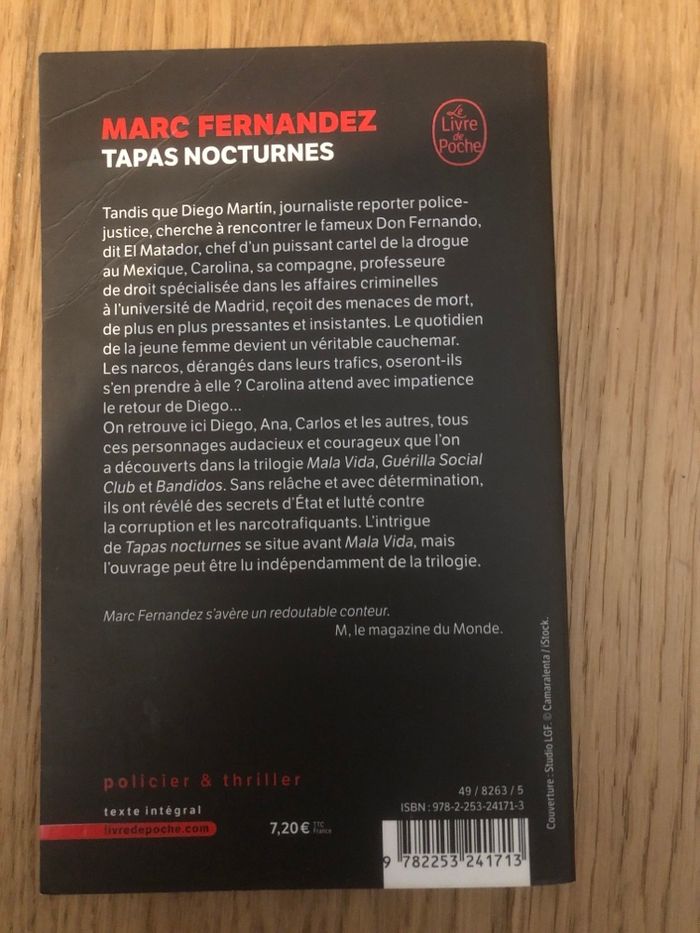 MARC FERNANDEZ
TAPAS NOCTURNES
Le
Livre
de
Poche
Tandis que Diego Martín, journaliste reporter police-
justice, cherche à rencontrer le fameux Don Fernando,
dit El Matador, chef d'un puissant cartel de la drogue
au Mexique, Carolina, sa compagne, professeure
de droit spécialisée dans les affaires criminelles
à l'université de Madrid, reçoit des menaces de mort,
de plus en plus pressantes et insistantes. Le quotidien
de la jeune femme devient un véritable cauchemar.
Les narcos, dérangés dans leurs trafics, oseront-ils
s'en prendre à elle ? Carolina attend avec impatience
le retour de Diego...
On retrouve ici Diego, Ana, Carlos et les autres, tous
ces personnages audacieux et courageux que l'on
a découverts dans la trilogie Mala Vida, Guérilla Social
Club et Bandidos. Sans relâche et avec détermination,
ils ont révélé des secrets d'État et lutté contre
la corruption et les narcotrafiquants. L'intrigue
de Tapas nocturnes se situe avant Mala Vida, mais
l'ouvrage peut être lu indépendamment de la trilogie.
Marc Fernandez s'avère un redoutable conteur.
M, le magazine du Monde.
Couverture : Studio LGF. © Camaralenta / iStock.
policier & thriller
texte intégral
livredepoche.com
7,20 € TTC
France
49 / 8263 / 5
ISBN : 978-2-253-24171-3
9 782253 241713